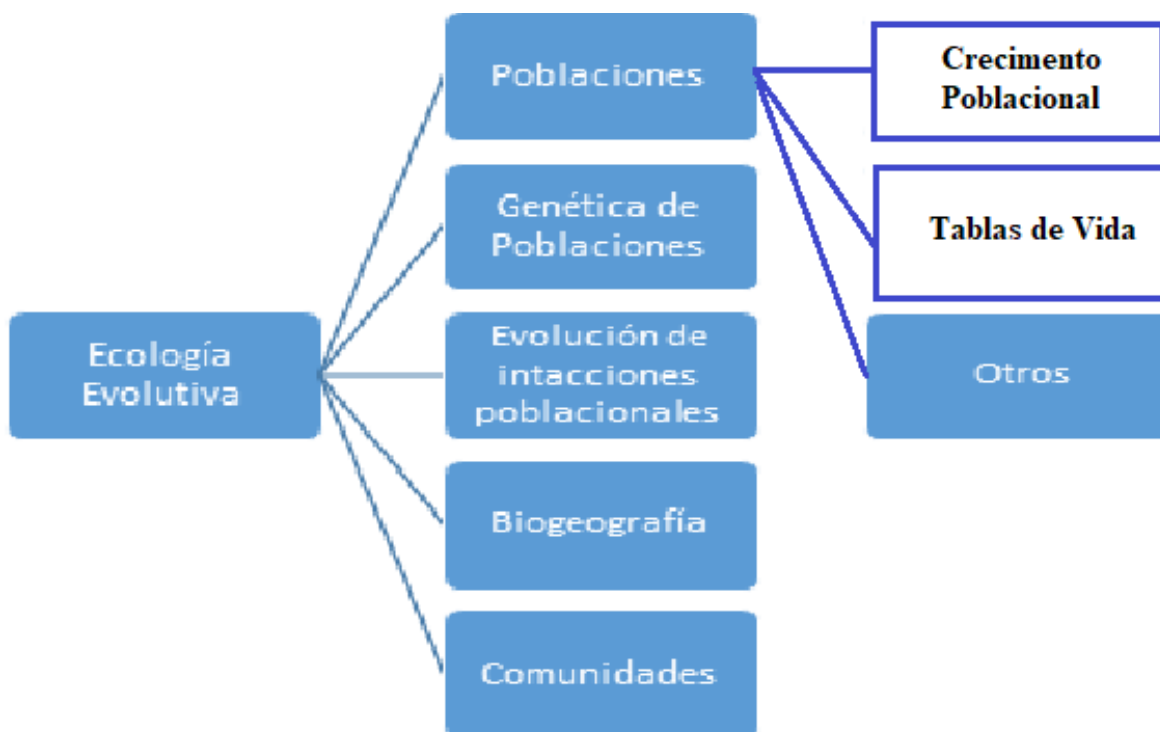 Poblaciones
Crecimento
Poblacional
Genética de
Poblaciones
Tablas de Vida
Ecología
Evolutiva
Evolución de
intacciones
poblacionales
Otros
Biogeografía
Comunidades